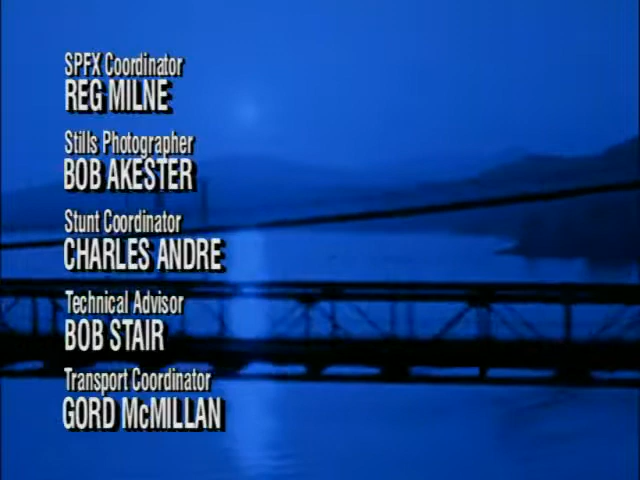 SPFX Coordinator
REG MILNE
Stills Photographer
BOB AKESTER
Stunt Coordinator
CHARLES ANDRE
Technical Advisor
BOB STAIR
Transport Coordinator
GORD McMILLAN